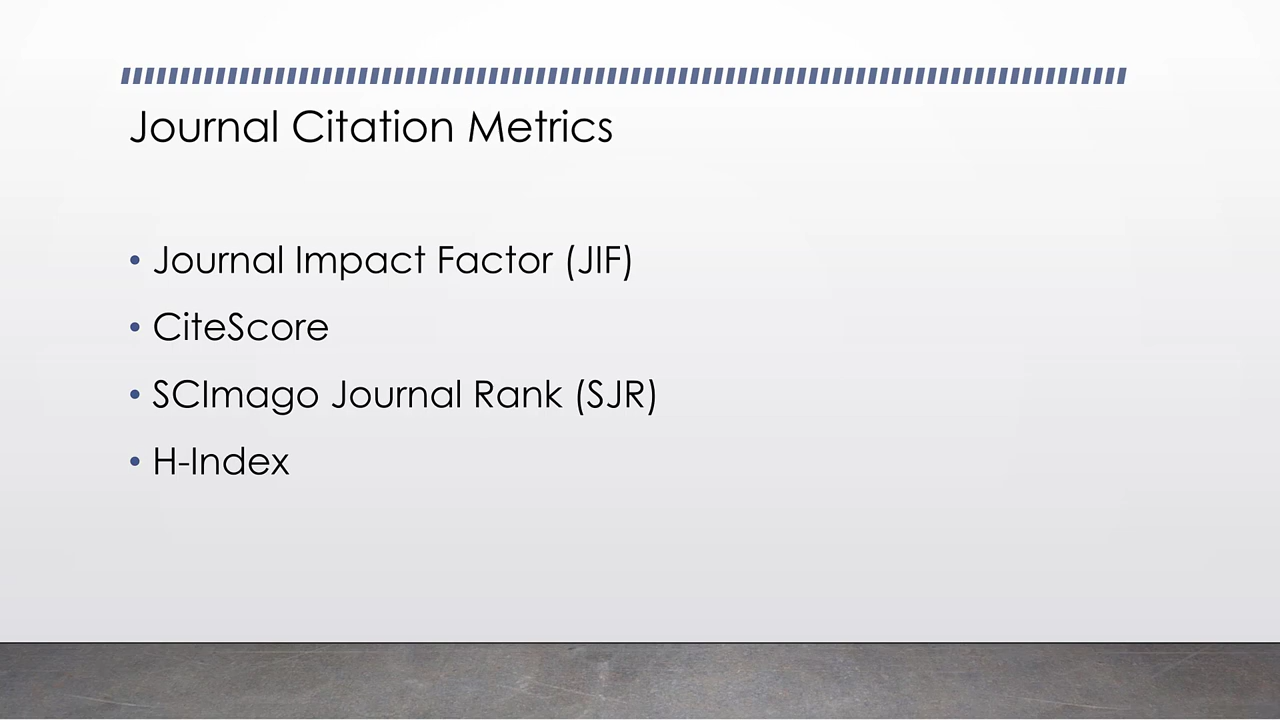 Journal Citation Metrics
• Journal Impact Factor (JIF)
• CiteScore
• SCImago Journal Rank (SJR)
• H-Index